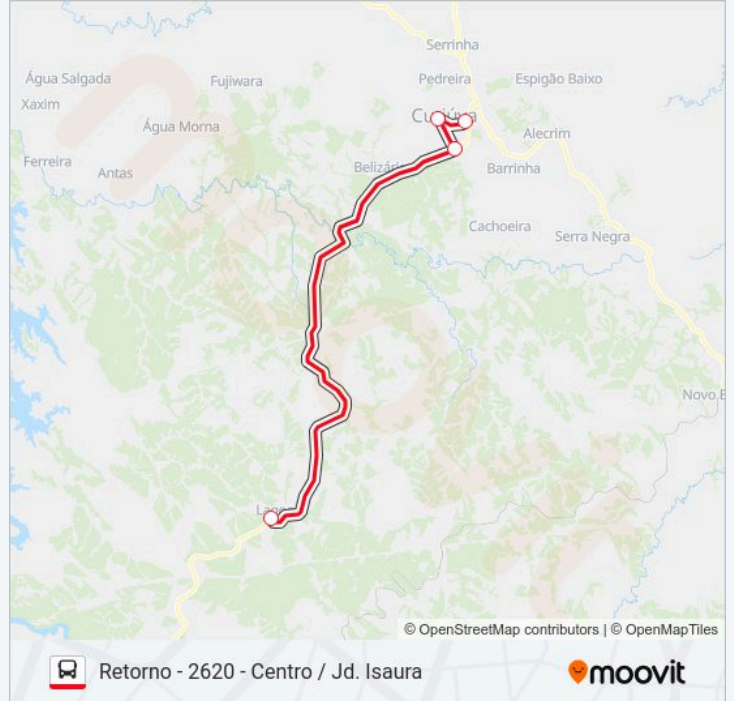 Serrinha
Água Salgada
Fujiwara
Pedreira
Espigão Baixo
Xaxim
Água Morna
Alecrim
Ferreira
Antas
Barrinha
Cachoeira
Serra Negra
© OpenStreetMap contributors | © OpenMapTiles
Retorno - 2620 - Centro / Jd. Isaura
moovit